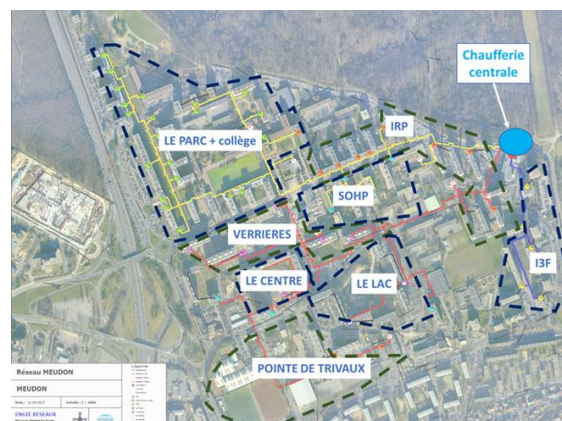 Chaufferie
centrale
IRP
LE PARC + collège
SOHP
VERRIERES
I3F
LE CENTRE
LE LAC
POINTE DE TRIVAUX
Réseau MEUDON
MEUDON
ENGIE RESEAUX